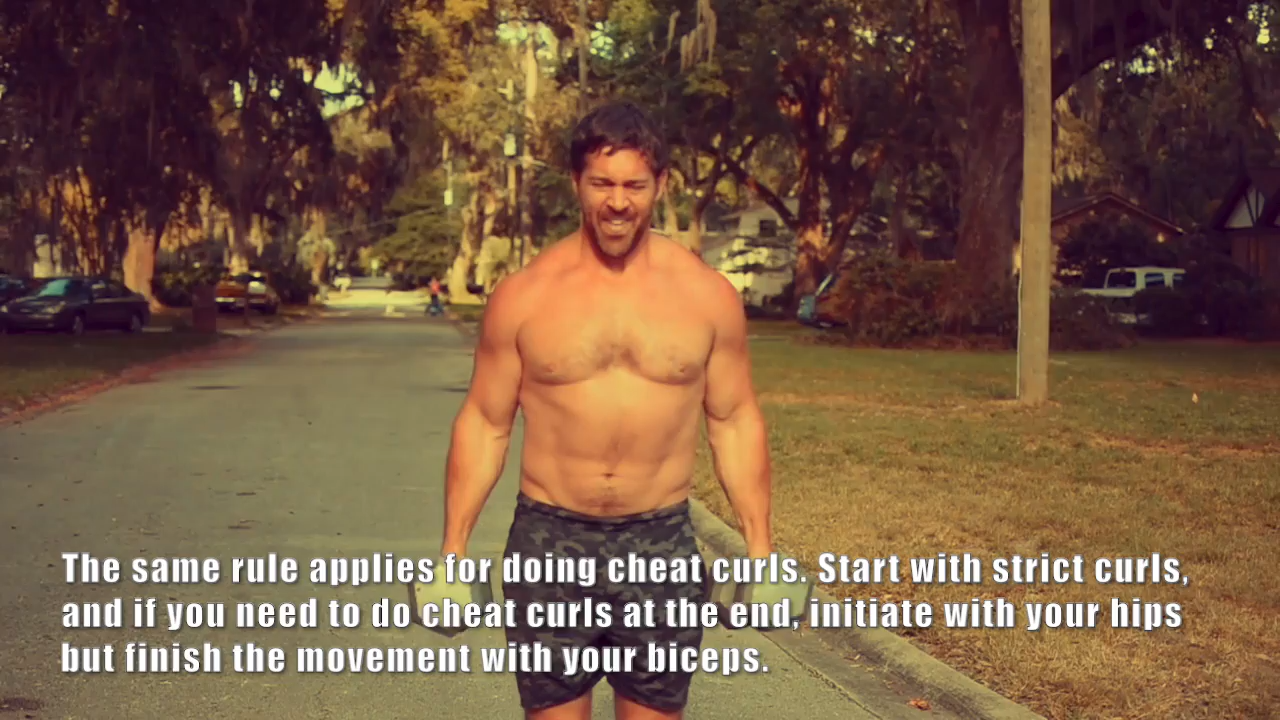 The same rule applies for doing cheat curls. Start with strict curls,
and if you need to do cheat curls at the end, initiate with your hips
but finish the movement with your biceps.